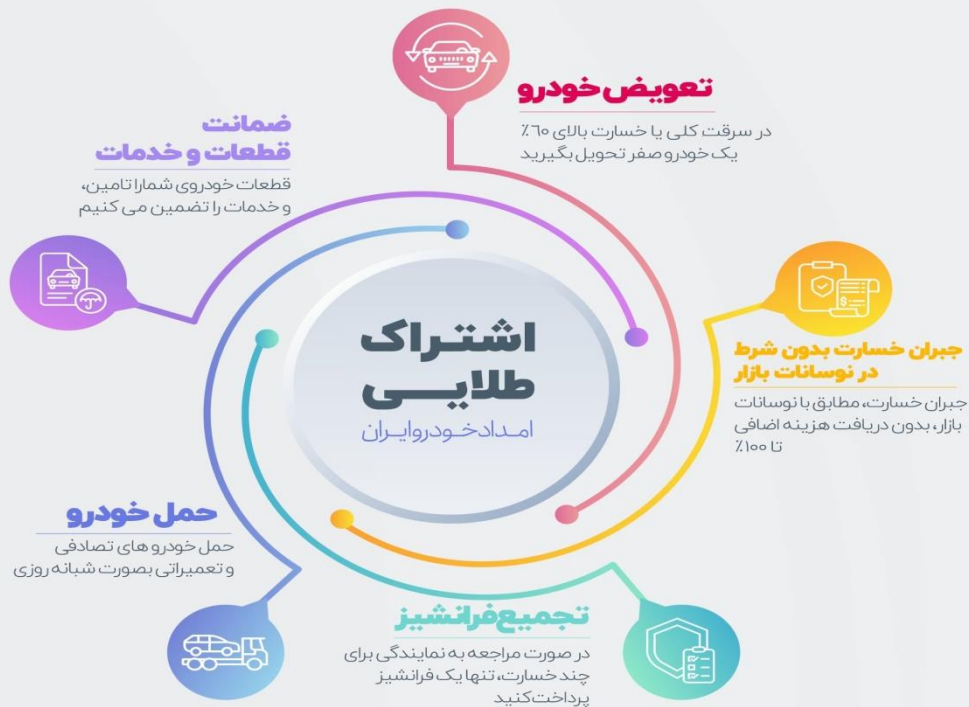 تعویض خودرو
در سرقت کلی یا خسارت بالای ۶۰٪
یک خودرو صفر تحویل بگیرید
ضمانت
قطعات و خدمات
قطعات خودروی شما را تامین،
و خدمات را تضمین می کنیم
اشتراک
طلایی
امداد خودرو ایران
جبران خسارت بدون شرط
در نوسانات بازار
جبران خسارت، مطابق با نوسانات
بازار، بدون دریافت هزینه اضافی
تا ۱۰۰٪
حمل خودرو
حمل خودرو های تصادفی
و تعمیراتی بصورت شبانه روزی
تجمیع فرانشیز
در صورت مراجعه به نمایندگی برای
چند خسارت، تنها یک فرانشیز
پرداخت کنید